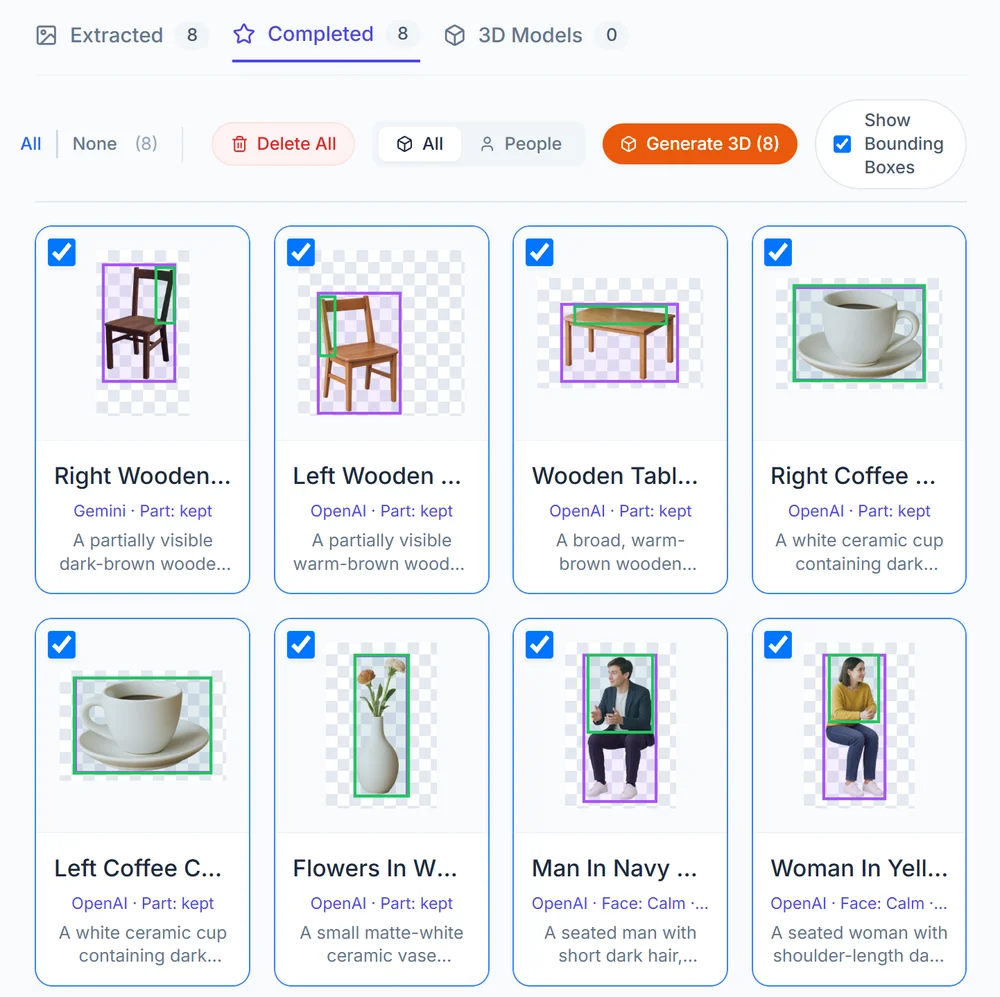 Extracted 8 Completed 8 3D Models 0
All None (8) Delete All All People Generate 3D (8) Show
Bounding
Boxes
Right Wooden...
Gemini · Part: kept
A partially visible
dark-brown woode...
Left Wooden ...
OpenAI · Part: kept
A partially visible
warm-brown wood...
Wooden Tabl...
OpenAI · Part: kept
A broad, warm-
brown wooden...
Right Coffee ...
OpenAI · Part: kept
A white ceramic cup
containing dark...
Left Coffee C...
OpenAI · Part: kept
A white ceramic cup
containing dark...
Flowers In W...
OpenAI · Part: kept
A small matte-white
ceramic vase...
Man In Navy ...
OpenAI · Face: Calm ·...
A seated man with
short dark hair,...
Woman In Yell...
OpenAI · Face: Calm ·...
A seated woman with
shoulder-length da...